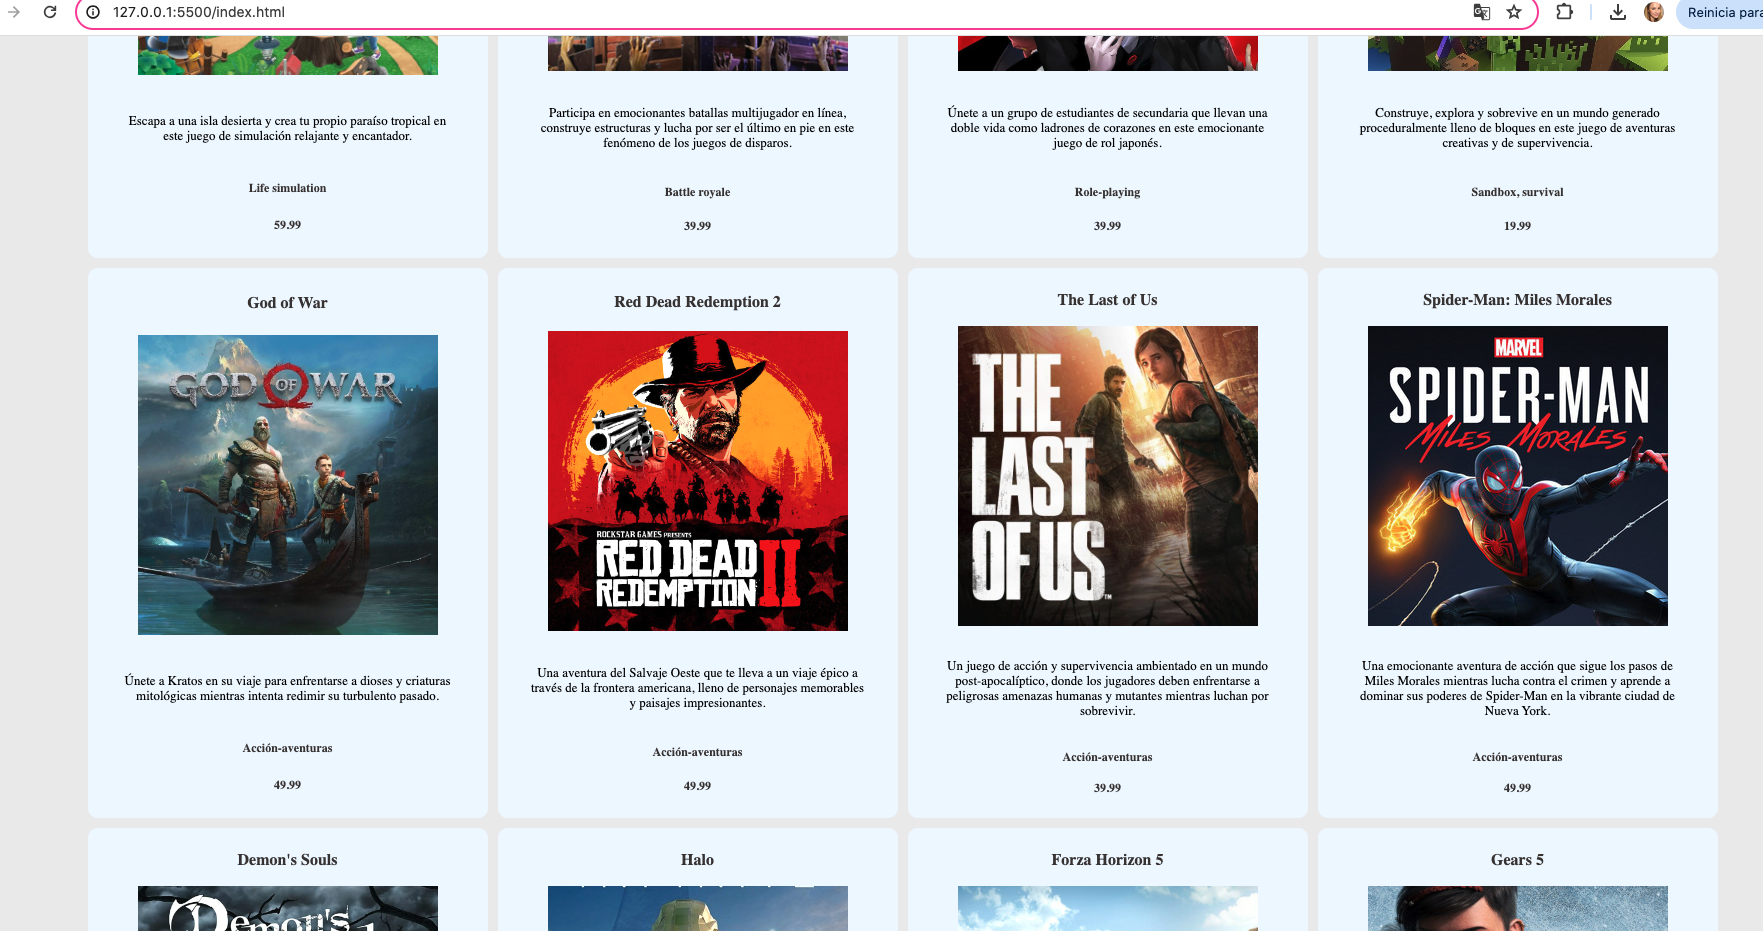 127.0.0.1:5500/index.html
Reinicia para
Escapa a una isla desierta y crea tu propio paraíso tropical en
este juego de simulación relajante y encantador.
Life simulation
59.99
Participa en emocionantes batallas multijugador en línea,
construye estructuras y lucha por ser el último en pie en este
fenómeno de los juegos de disparos.
Battle royale
39.99
Únete a un grupo de estudiantes de secundaria que llevan una
doble vida como ladrones de corazones en este emocionante
juego de rol japonés.
Role-playing
39.99
Construye, explora y sobrevive en un mundo generado
proceduralmente lleno de bloques en este juego de aventuras
creativas y de supervivencia.
Sandbox, survival
19.99
God of War
GOD OF WAR
Únete a Kratos en su viaje para enfrentarse a dioses y criaturas
mitológicas mientras intenta redimir su turbulento pasado.
Acción-aventuras
49.99
Red Dead Redemption 2
ROCKSTAR GAMES PRESENTS
RED DEAD
REDEMPTION II
Una aventura del Salvaje Oeste que te lleva a un viaje épico a
través de la frontera americana, lleno de personajes memorables
y paisajes impresionantes.
Acción-aventuras
49.99
The Last of Us
THE
LAST
OF US™
Un juego de acción y supervivencia ambientado en un mundo
post-apocalíptico, donde los jugadores deben enfrentarse a
peligrosas amenazas humanas y mutantes mientras luchan por
sobrevivir.
Acción-aventuras
39.99
Spider-Man: Miles Morales
MARVEL
SPIDER-MAN
MILES MORALES
Una emocionante aventura de acción que sigue los pasos de
Miles Morales mientras lucha contra el crimen y aprende a
dominar sus poderes de Spider-Man en la vibrante ciudad de
Nueva York.
Acción-aventuras
49.99
Demon's Souls
Demon's
Halo
Forza Horizon 5
Gears 5